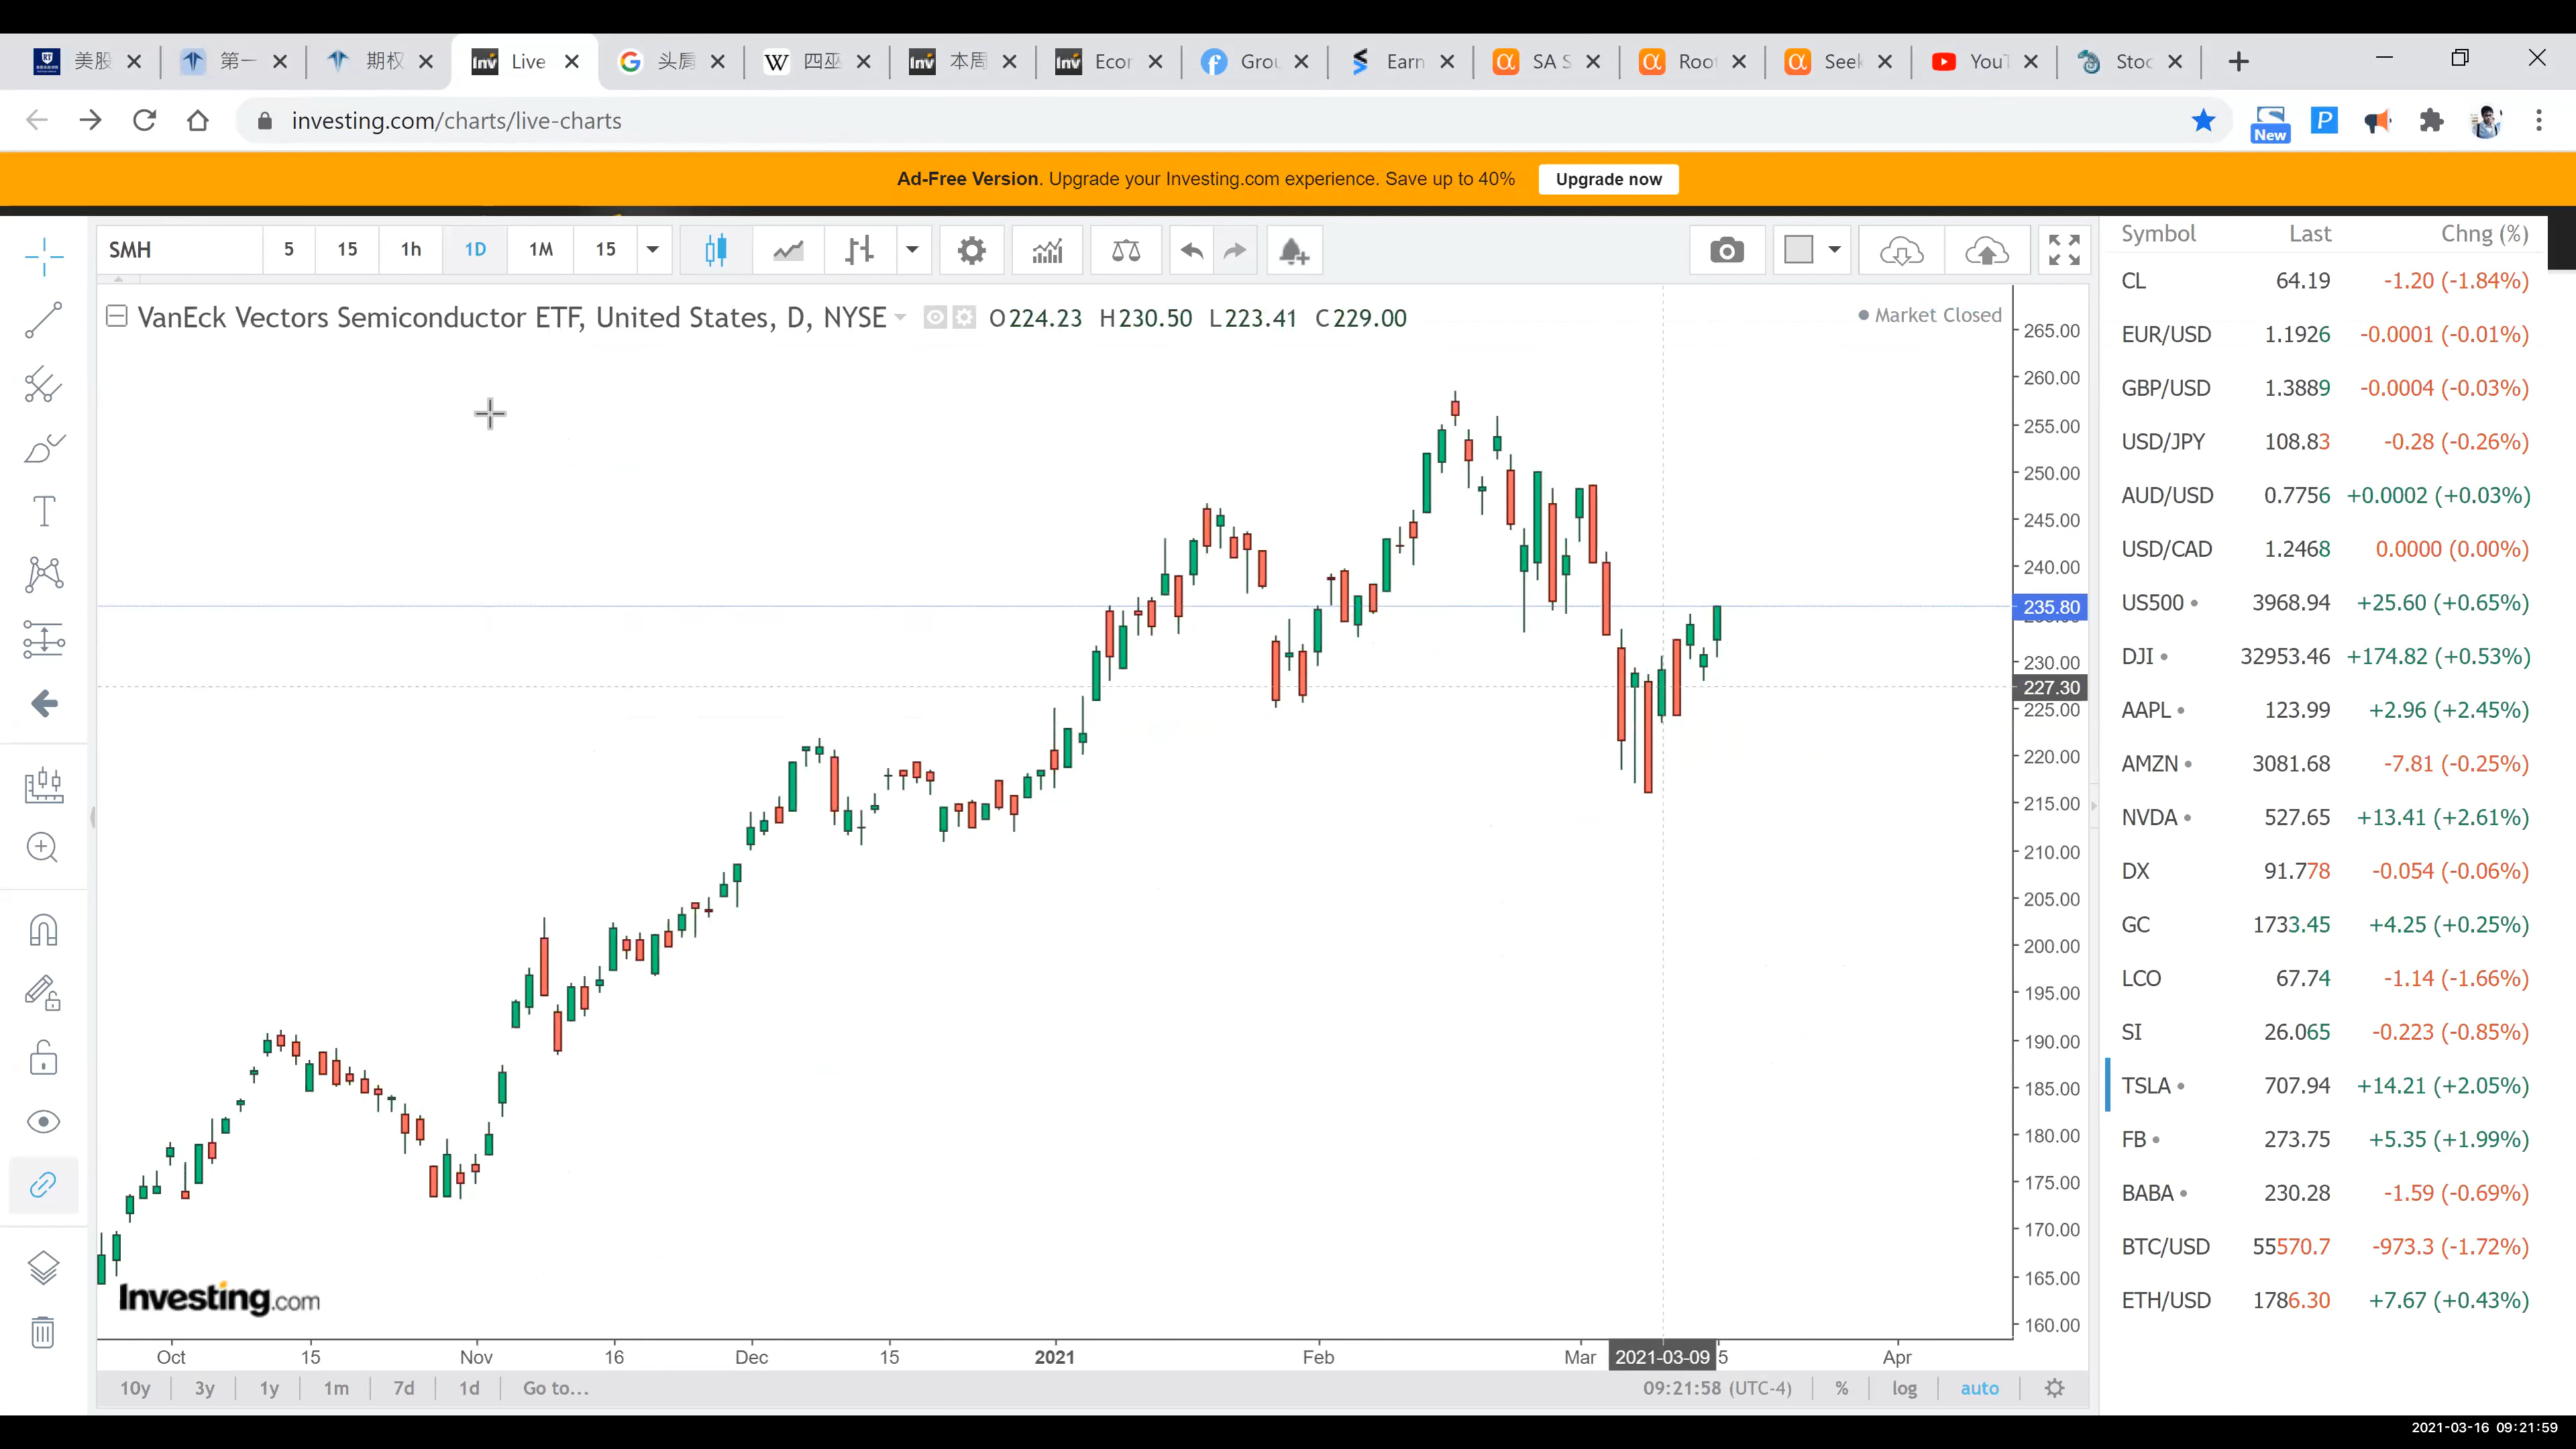 美股 第一 期权 Live 头肩 四巫 本周 Econ Grou Earn SA S Root Seek YouT Stoc
investing.com/charts/live-charts
New
Ad-Free Version. Upgrade your Investing.com experience. Save up to 40% Upgrade now
SMH 5 15 1h 1D 1M 15
VanEck Vectors Semiconductor ETF, United States, D, NYSE O224.23 H230.50 L223.41 C229.00
Market Closed
265.00
260.00
255.00
250.00
245.00
240.00
235.80
230.00
227.30
225.00
220.00
215.00
210.00
205.00
200.00
195.00
190.00
185.00
180.00
175.00
170.00
165.00
160.00
Investing.com
Oct 15 Nov 16 Dec 15 2021 Feb Mar 2021-03-09 5 Apr
10y 3y 1y 1m 7d 1d Go to... 09:21:58 (UTC-4) % log auto
Symbol Last Chng (%)
CL 64.19 -1.20 (-1.84%)
EUR/USD 1.1926 -0.0001 (-0.01%)
GBP/USD 1.3889 -0.0004 (-0.03%)
USD/JPY 108.83 -0.28 (-0.26%)
AUD/USD 0.7756 +0.0002 (+0.03%)
USD/CAD 1.2468 0.0000 (0.00%)
US500 3968.94 +25.60 (+0.65%)
DJI 32953.46 +174.82 (+0.53%)
AAPL 123.99 +2.96 (+2.45%)
AMZN 3081.68 -7.81 (-0.25%)
NVDA 527.65 +13.41 (+2.61%)
DX 91.778 -0.054 (-0.06%)
GC 1733.45 +4.25 (+0.25%)
LCO 67.74 -1.14 (-1.66%)
SI 26.065 -0.223 (-0.85%)
TSLA 707.94 +14.21 (+2.05%)
FB 273.75 +5.35 (+1.99%)
BABA 230.28 -1.59 (-0.69%)
BTC/USD 55570.7 -973.3 (-1.72%)
ETH/USD 1786.30 +7.67 (+0.43%)
2021-03-16 09:21:59